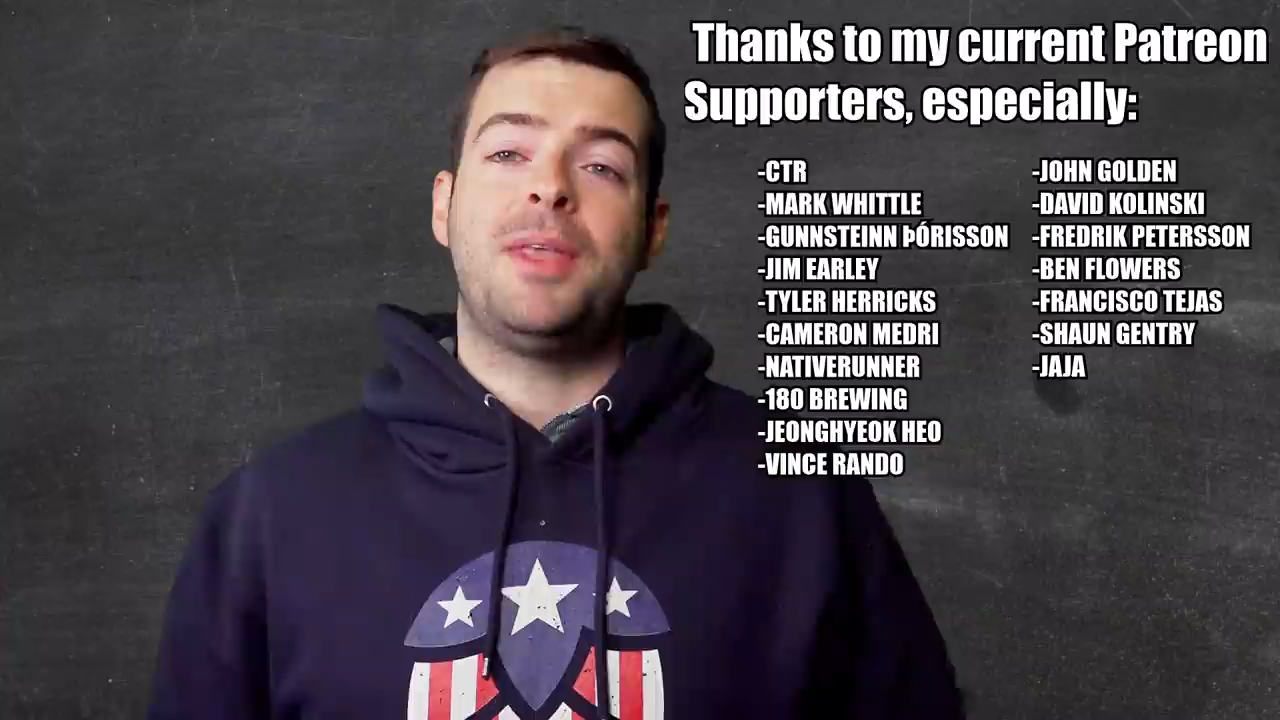 Thanks to my current Patreon
Supporters, especially:
-CTR
-MARK WHITTLE
-GUNNSTEINN ÞÓRISSON
-JIM EARLEY
-TYLER HERRICKS
-CAMERON MEDRI
-NATIVERUNNER
-180 BREWING
-JEONGHYEOK HEO
-VINCE RANDO
-JOHN GOLDEN
-DAVID KOLINSKI
-FREDRIK PETERSSON
-BEN FLOWERS
-FRANCISCO TEJAS
-SHAUN GENTRY
-JAJA